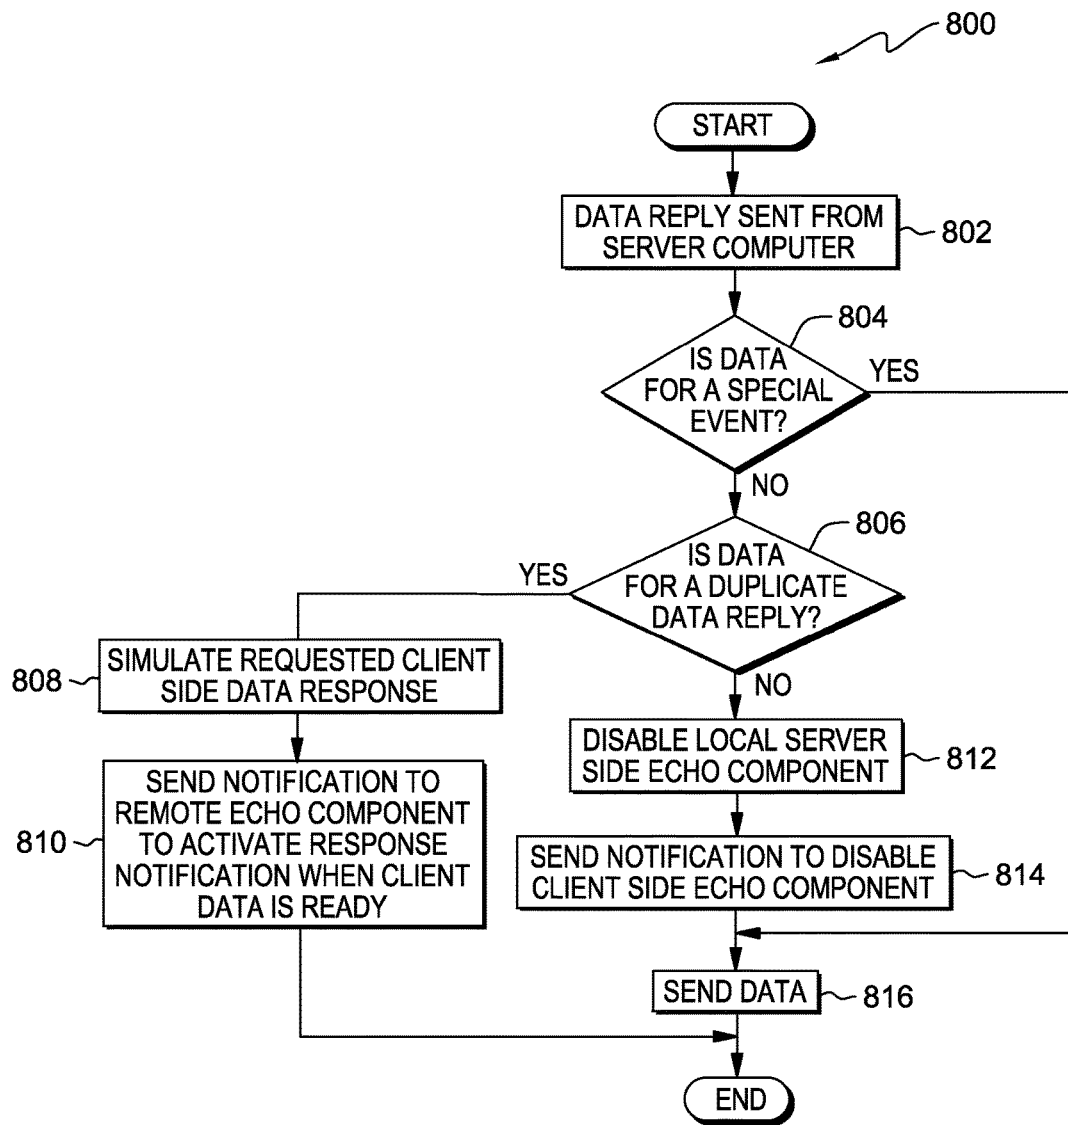 800
START
DATA REPLY SENT FROM
SERVER COMPUTER
802
804
IS DATA
FOR A SPECIAL
EVENT?
YES
NO
806
IS DATA
FOR A DUPLICATE
DATA REPLY?
YES
NO
SIMULATE REQUESTED CLIENT
SIDE DATA RESPONSE
808
SEND NOTIFICATION TO
REMOTE ECHO COMPONENT
TO ACTIVATE RESPONSE
NOTIFICATION WHEN CLIENT
DATA IS READY
810
DISABLE LOCAL SERVER
SIDE ECHO COMPONENT
812
SEND NOTIFICATION TO DISABLE
CLIENT SIDE ECHO COMPONENT
814
SEND DATA
816
END